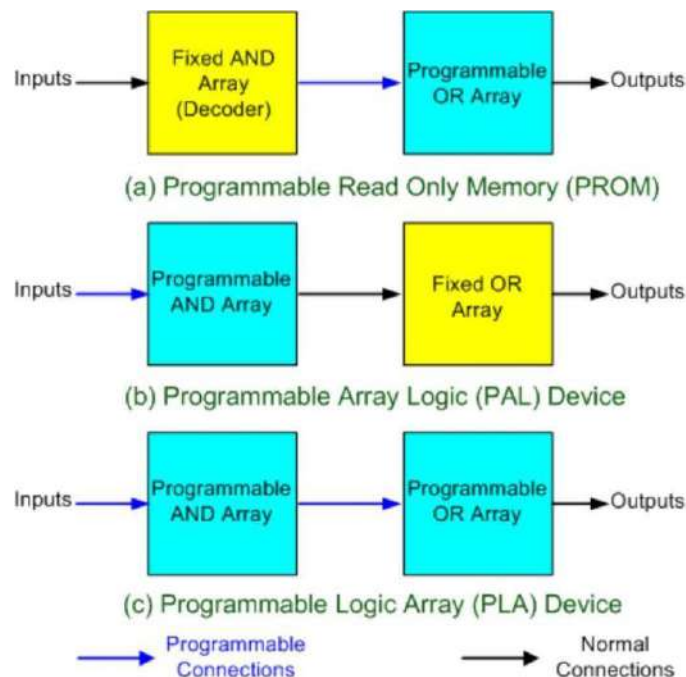 Inputs
Fixed AND
Array
(Decoder)
Programmable
OR Array
Outputs
(a) Programmable Read Only Memory (PROM)
Inputs
Programmable
AND Array
Fixed OR
Array
Outputs
(b) Programmable Array Logic (PAL) Device
Inputs
Programmable
AND Array
Programmable
OR Array
Outputs
(c) Programmable Logic Array (PLA) Device
Programmable
Connections
Normal
Connections